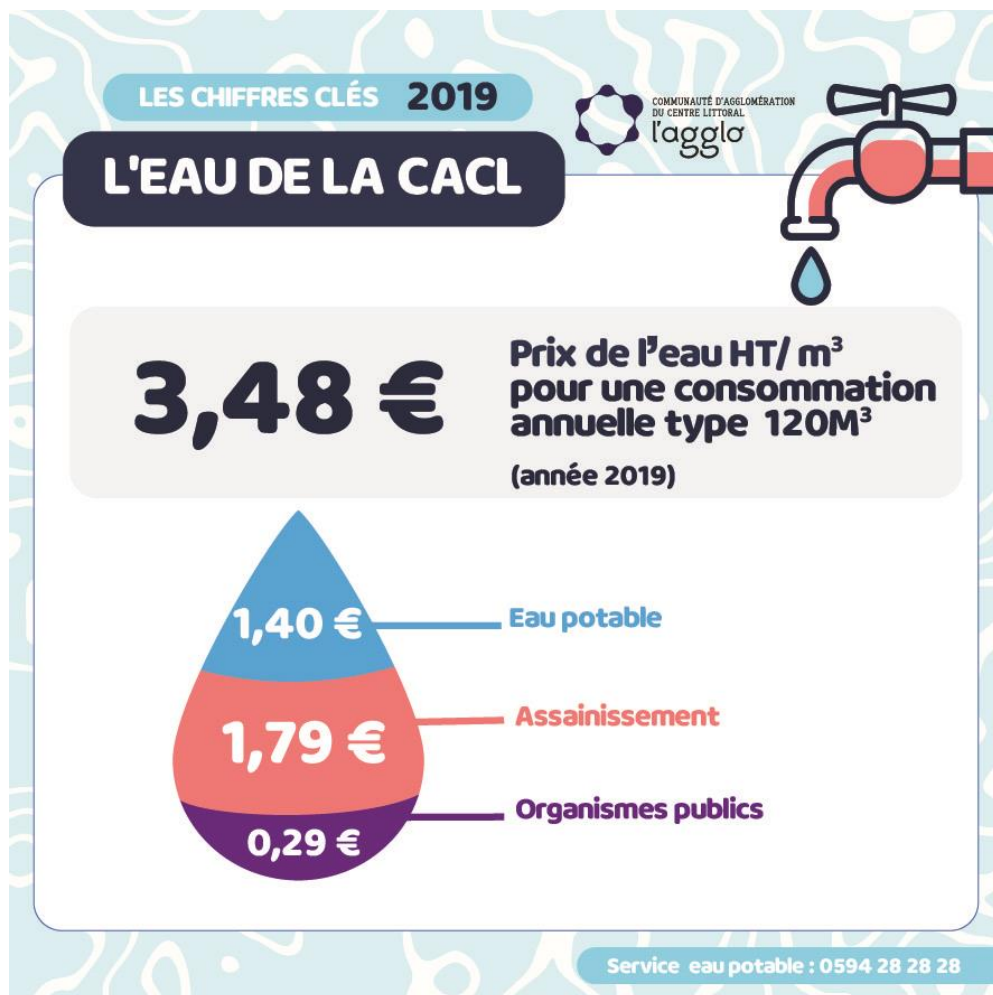 LES CHIFFRES CLÉS 2019
COMMUNAUTÉ D'AGGLOMÉRATION
DU CENTRE LITTORAL
l'agglo
L'EAU DE LA CACL
3,48 €
Prix de l'eau HT/ m³
pour une consommation
annuelle type 120M³
(année 2019)
1,40 €
Eau potable
1,79 €
Assainissement
0,29 €
Organismes publics
Service eau potable : 0594 28 28 28